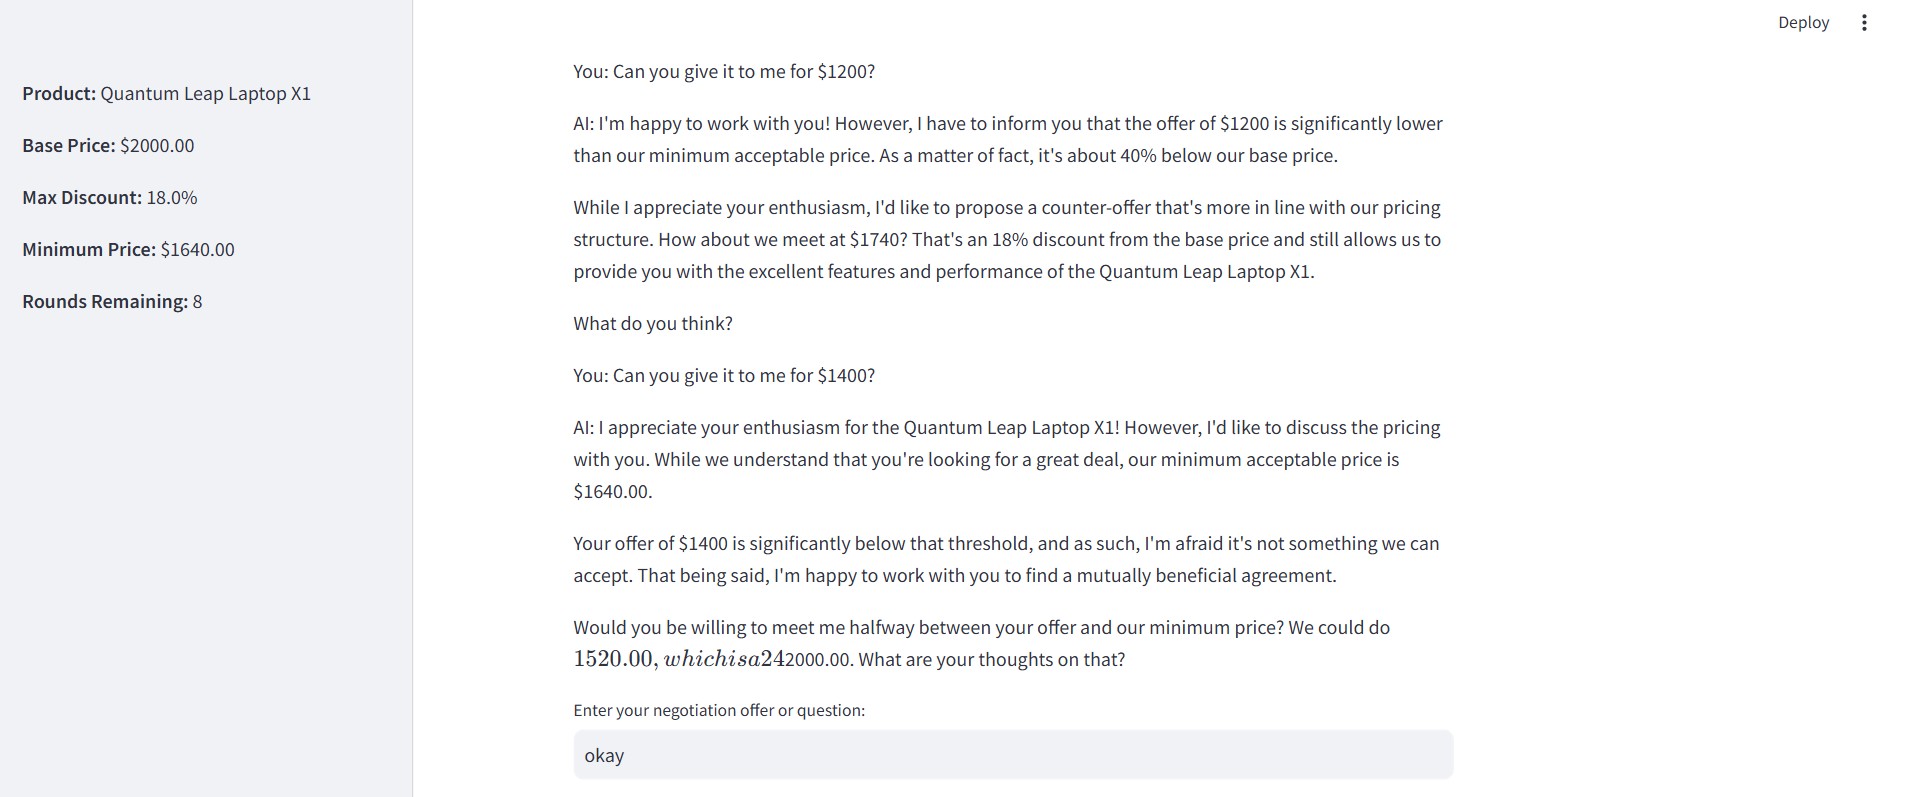 Deploy
Product: Quantum Leap Laptop X1
Base Price: $2000.00
Max Discount: 18.0%
Minimum Price: $1640.00
Rounds Remaining: 8
You: Can you give it to me for $1200?
AI: I'm happy to work with you! However, I have to inform you that the offer of $1200 is significantly lower
than our minimum acceptable price. As a matter of fact, it's about 40% below our base price.
While I appreciate your enthusiasm, I'd like to propose a counter-offer that's more in line with our pricing
structure. How about we meet at $1740? That's an 18% discount from the base price and still allows us to
provide you with the excellent features and performance of the Quantum Leap Laptop X1.
What do you think?
You: Can you give it to me for $1400?
AI: I appreciate your enthusiasm for the Quantum Leap Laptop X1! However, I'd like to discuss the pricing
with you. While we understand that you're looking for a great deal, our minimum acceptable price is
$1640.00.
Your offer of $1400 is significantly below that threshold, and as such, I'm afraid it's not something we can
accept. That being said, I'm happy to work with you to find a mutually beneficial agreement.
Would you be willing to meet me halfway between your offer and our minimum price? We could do
1520.00, whichisa242000.00. What are your thoughts on that?
Enter your negotiation offer or question:
okay